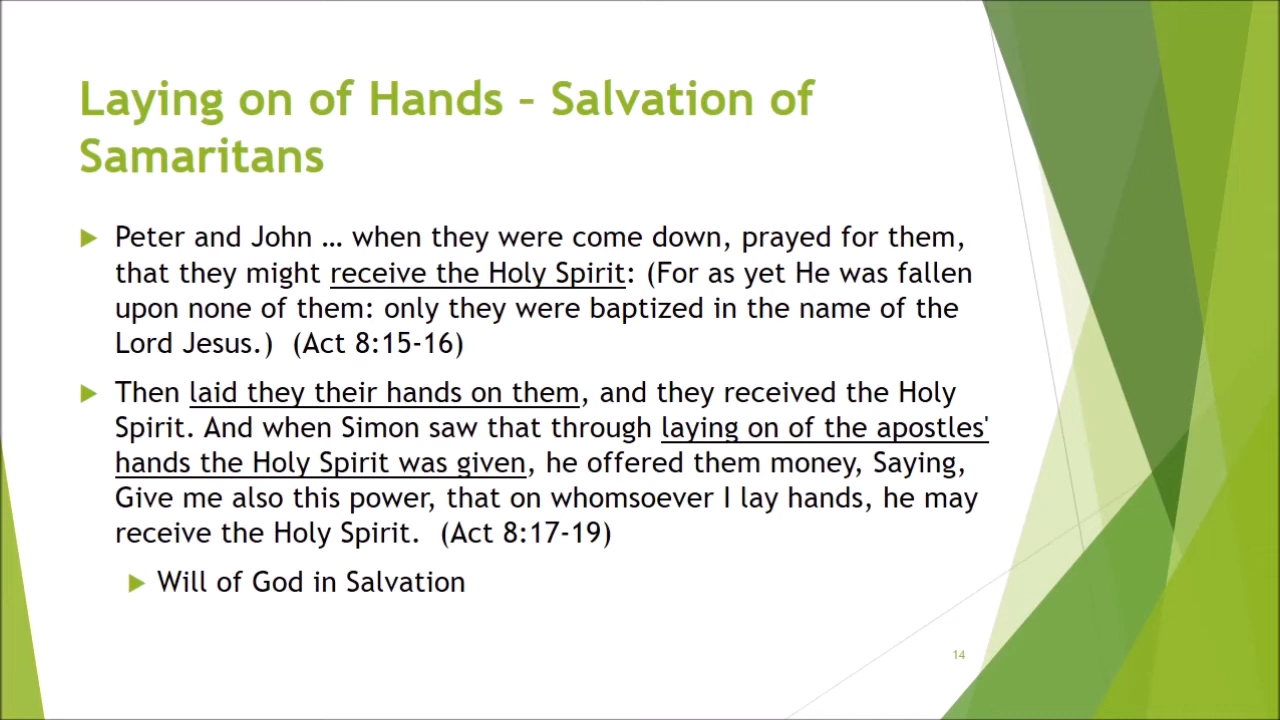 Laying on of Hands – Salvation of
Samaritans
Peter and John … when they were come down, prayed for them,
that they might receive the Holy Spirit: (For as yet He was fallen
upon none of them: only they were baptized in the name of the
Lord Jesus.) (Act 8:15-16)
Then laid they their hands on them, and they received the Holy
Spirit. And when Simon saw that through laying on of the apostles'
hands the Holy Spirit was given, he offered them money, Saying,
Give me also this power, that on whomsoever I lay hands, he may
receive the Holy Spirit. (Act 8:17-19)
Will of God in Salvation
14